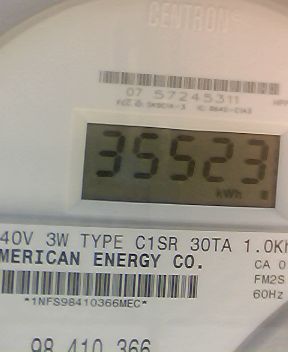 CENTRON
07 57245311
35523
kWh
40V 3W TYPE C1SR 30TA 1.0Kh
MERICAN ENERGY CO.
CA 0
FM2S
60Hz
*1NFS98410366MEC*
98 410 366